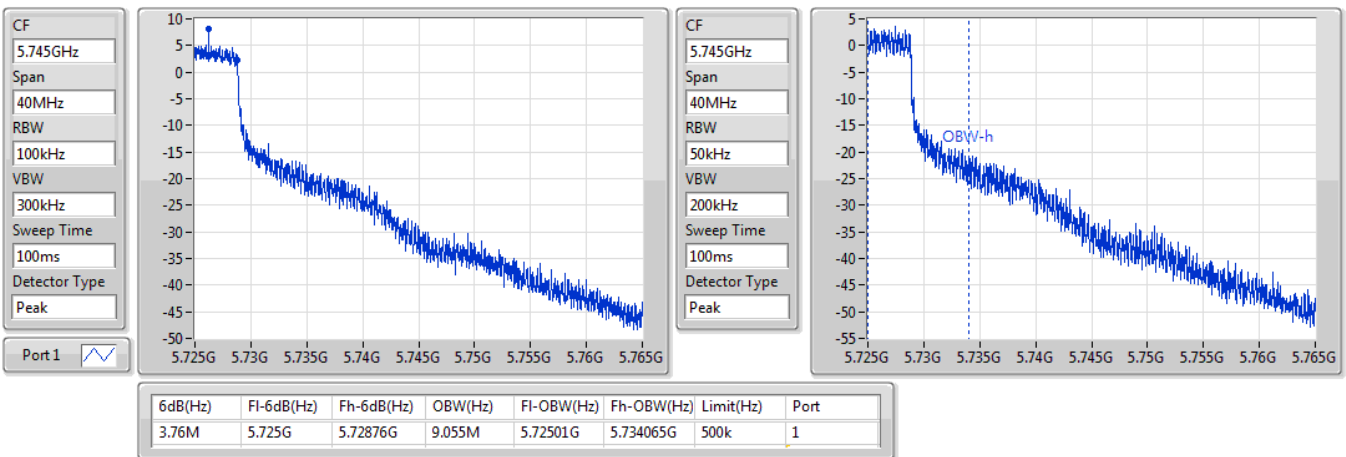 CF
5.745GHz
Span
40MHz
RBW
100kHz
VBW
300kHz
Sweep Time
100ms
Detector Type
Peak
Port 1
10
5
0
-5
-10
-15
-20
-25
-30
-35
-40
-45
-50
5.725G 5.73G 5.735G 5.74G 5.745G 5.75G 5.755G 5.76G 5.765G
CF
5.745GHz
Span
40MHz
RBW
50kHz
VBW
200kHz
Sweep Time
100ms
Detector Type
Peak
5
0
-5
-10
-15
-20
-25
-30
-35
-40
-45
-50
-55
OBW-h
5.725G 5.73G 5.735G 5.74G 5.745G 5.75G 5.755G 5.76G 5.765G
6dB(Hz) Fl-6dB(Hz) Fh-6dB(Hz) OBW(Hz) Fl-OBW(Hz) Fh-OBW(Hz) Limit(Hz) Port
3.76M 5.725G 5.72876G 9.055M 5.72501G 5.734065G 500k 1